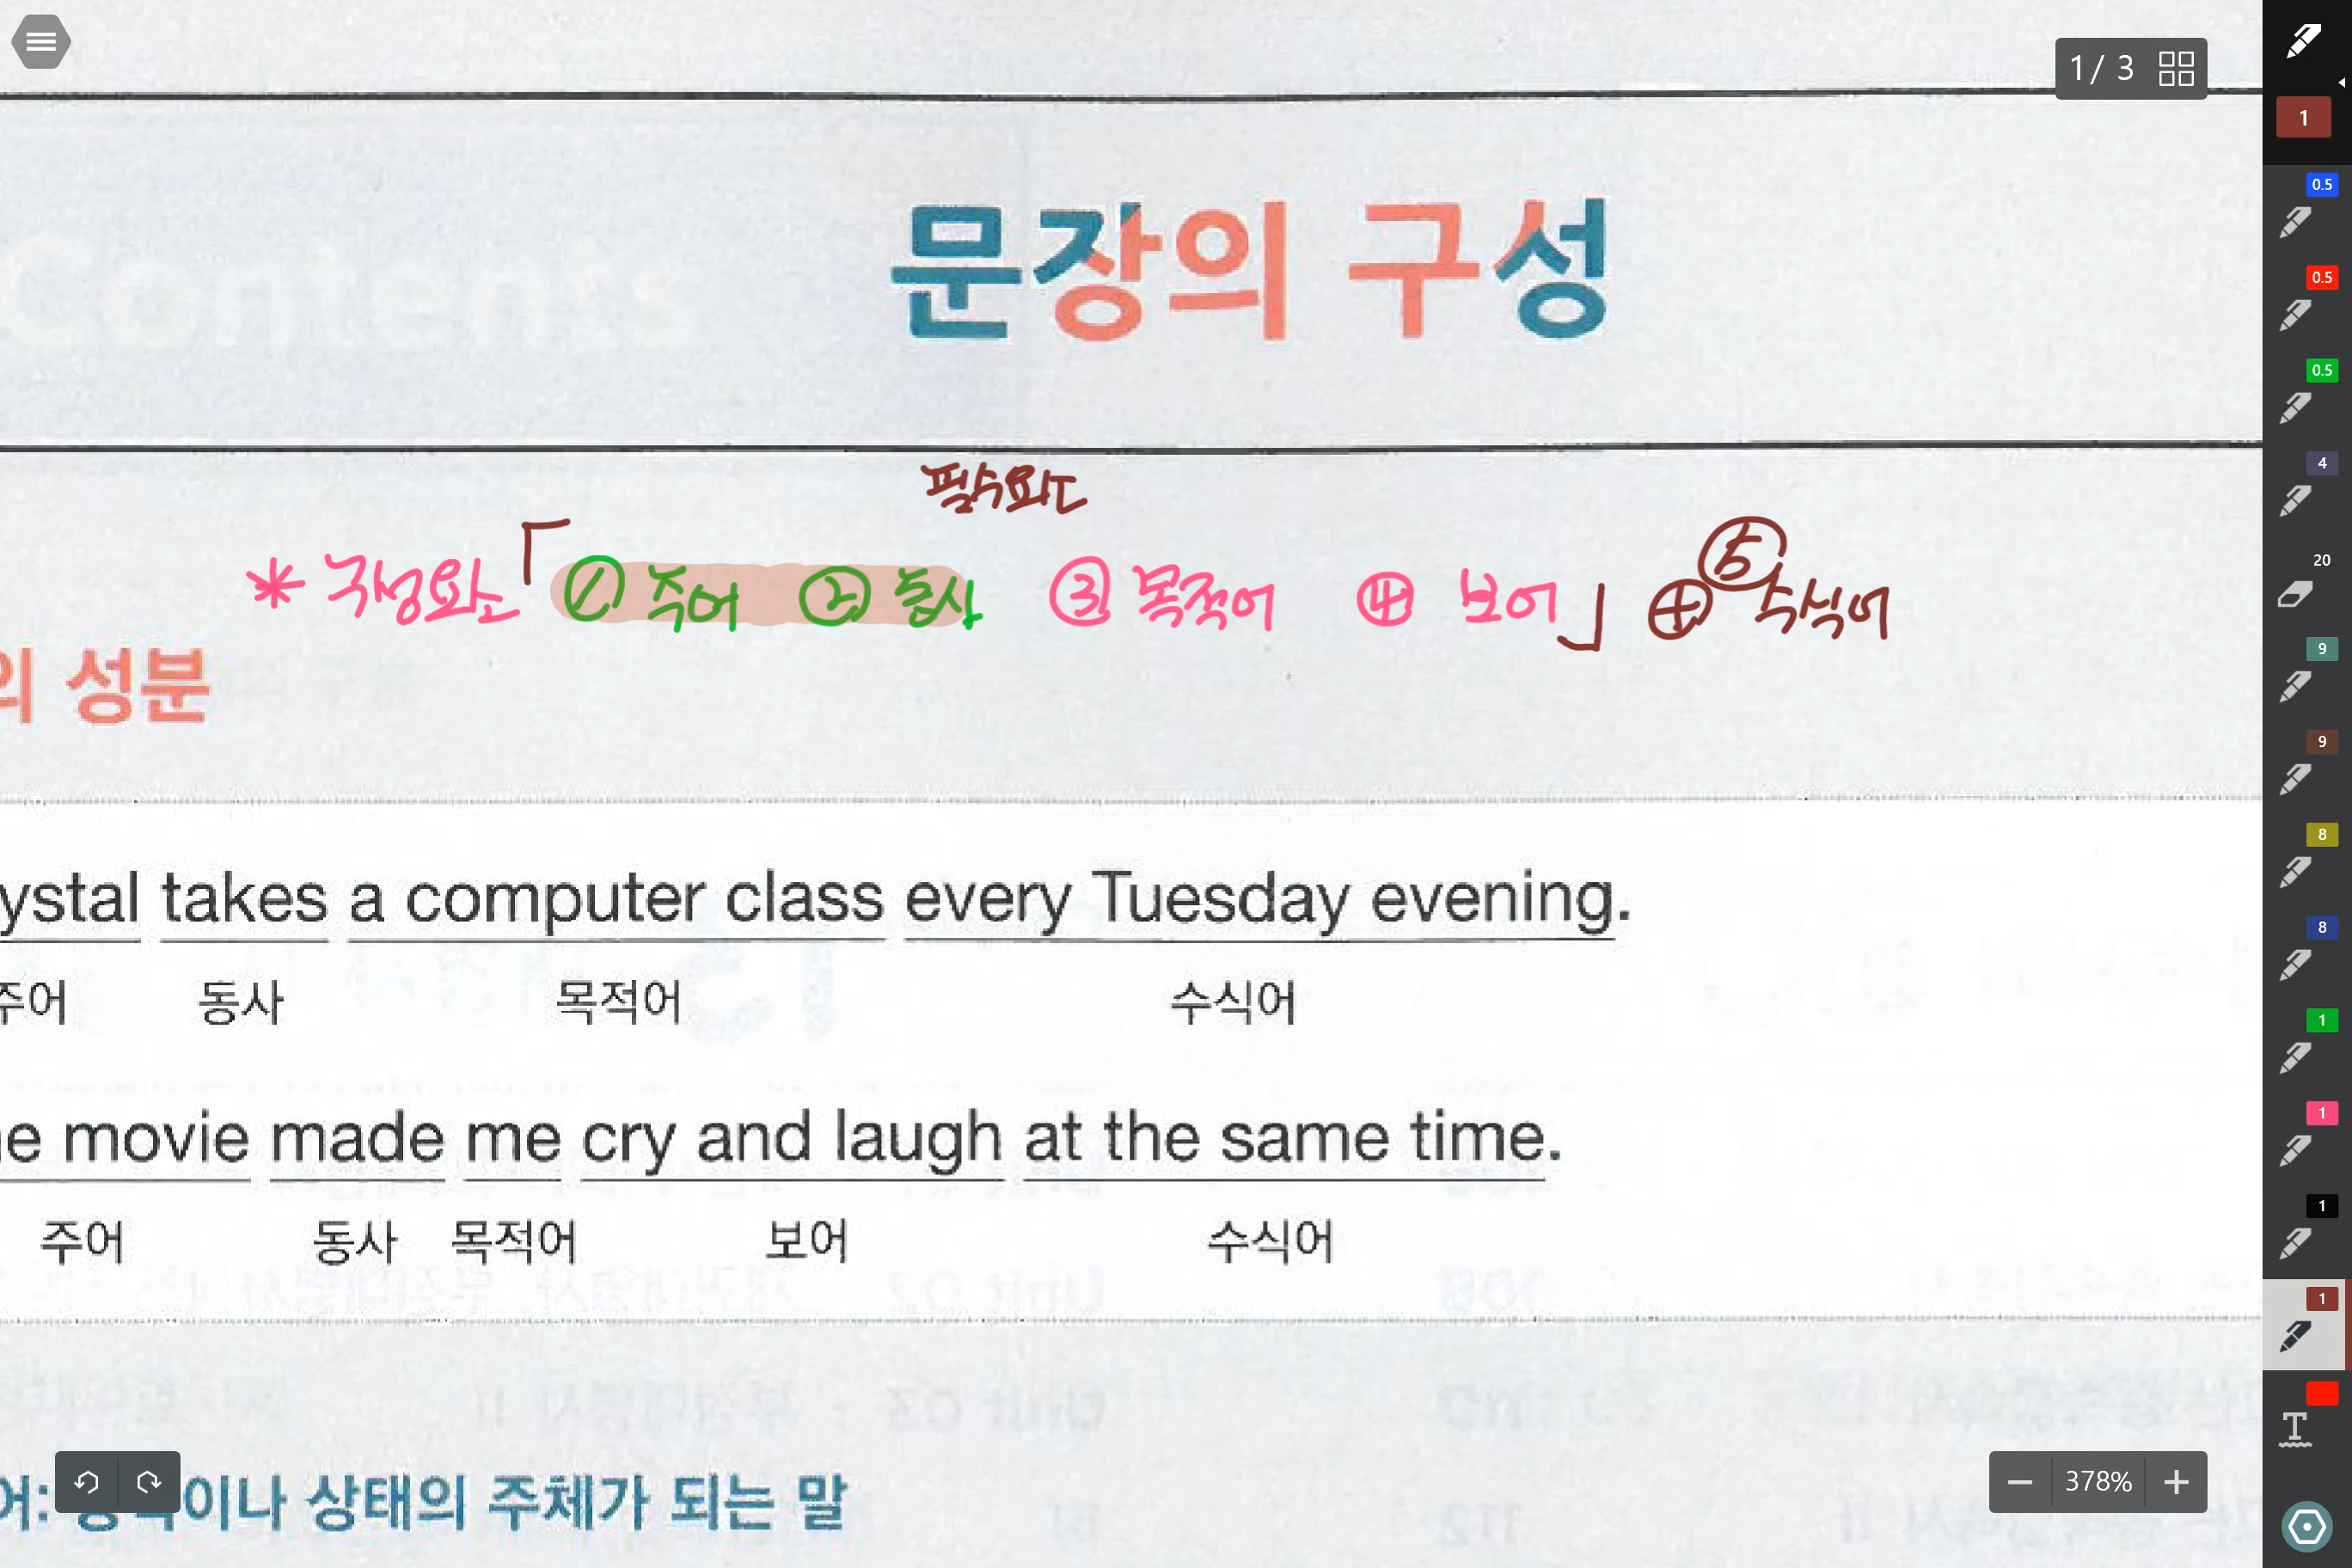 1 / 3
1
문장의 구성
필수요
* 구성요소 「① 주어 ② 동사 ③ 목적어 ④ 보어」 ⊕ ⑤ 수식어
의 성분
ystal takes a computer class every Tuesday evening.
주어 동사 목적어 수식어
e movie made me cry and laugh at the same time.
주어 동사 목적어 보어 수식어
어: 이나 상태의 주체가 되는 말
378%
0.5
0.5
0.5
4
20
9
9
8
8
1
1
1
1
T